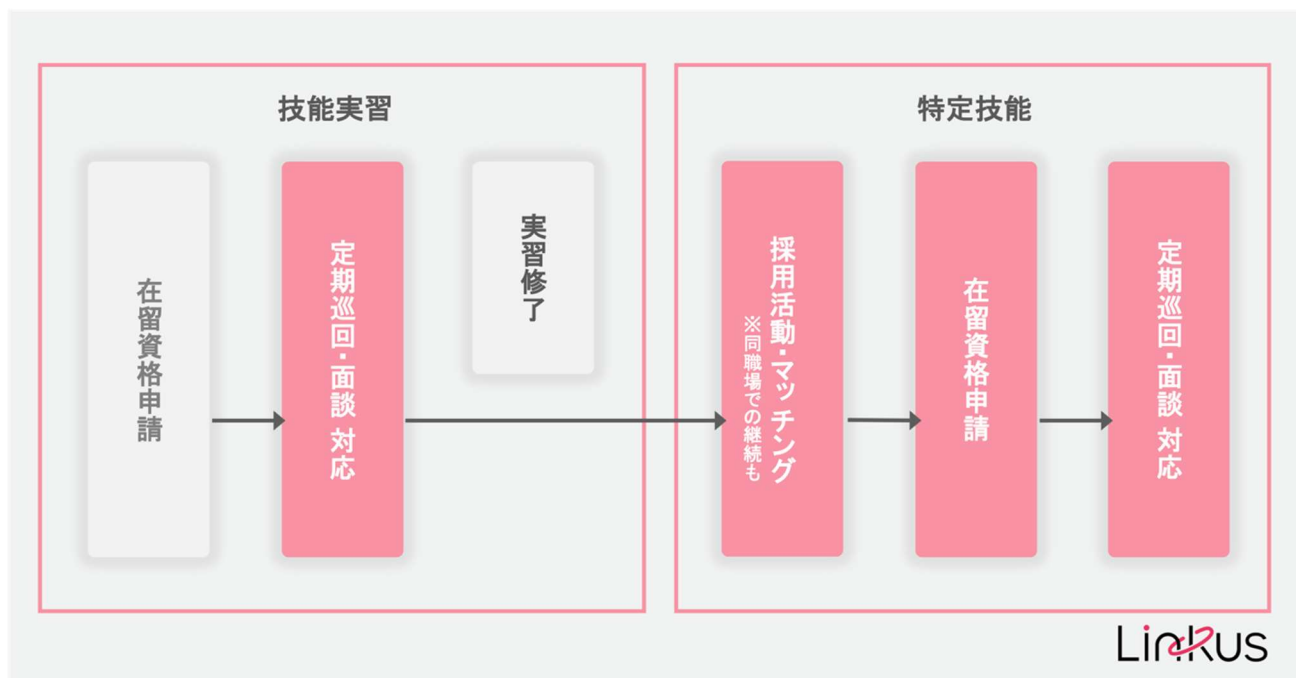 技能実習
在留資格申請
定期巡回・面談 対応
実習修了
特定技能
採用活動・マッチング
※同職場での継続も
在留資格申請
定期巡回・面談 対応
Linkus